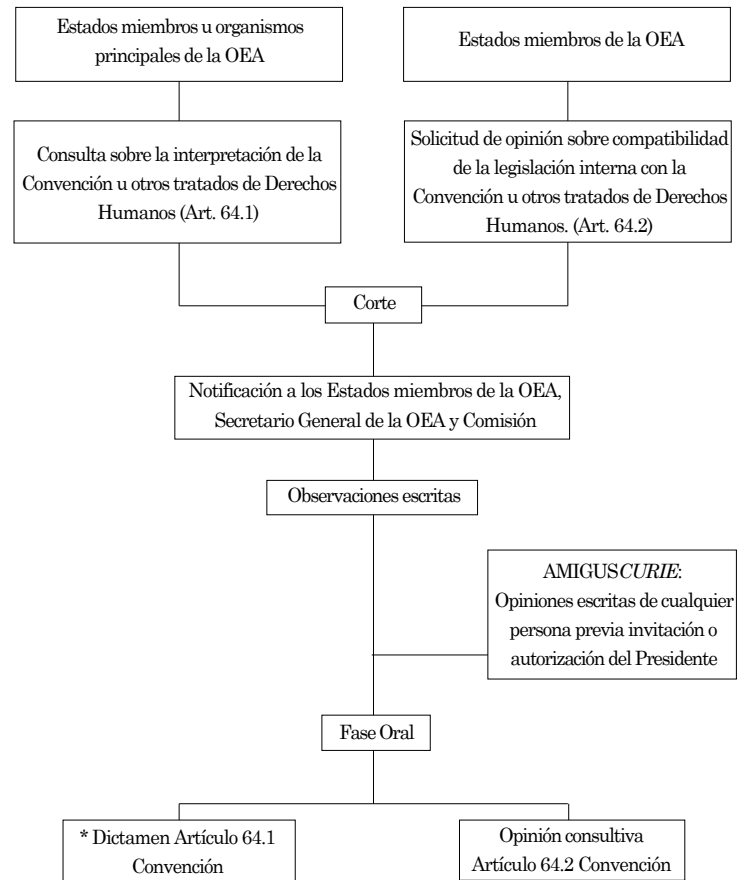 Estados miembros u organismos
principales de la OEA
Estados miembros de la OEA
Consulta sobre la interpretación de la
Convención u otros tratados de Derechos
Humanos (Art. 64.1)
Solicitud de opinión sobre compatibilidad
de la legislación interna con la
Convención u otros tratados de Derechos
Humanos. (Art. 64.2)
Corte
Notificación a los Estados miembros de la OEA,
Secretario General de la OEA y Comisión
Observaciones escritas
AMIGUSCURIE:
Opiniones escritas de cualquier
persona previa invitación o
autorización del Presidente
Fase Oral
* Dictamen Artículo 64.1
Convención
Opinión consultiva
Artículo 64.2 Convención